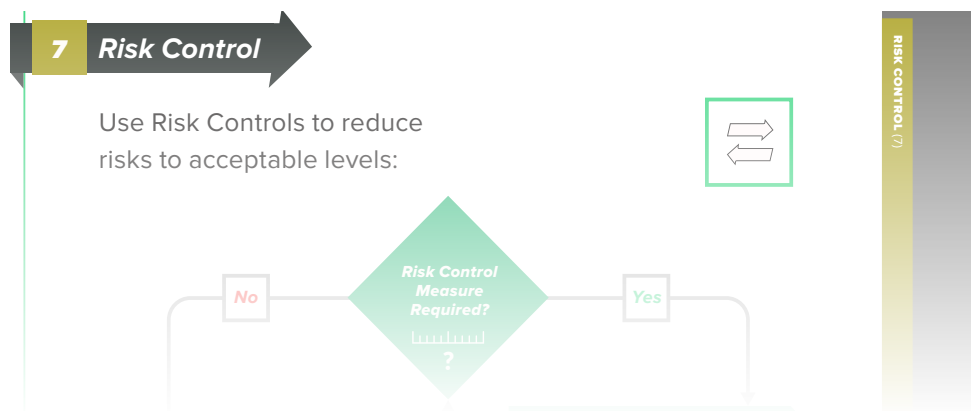 7 Risk Control
RISK CONTROL (7)
Use Risk Controls to reduce
risks to acceptable levels:
Risk Control
Measure
Required?
No
Yes
?